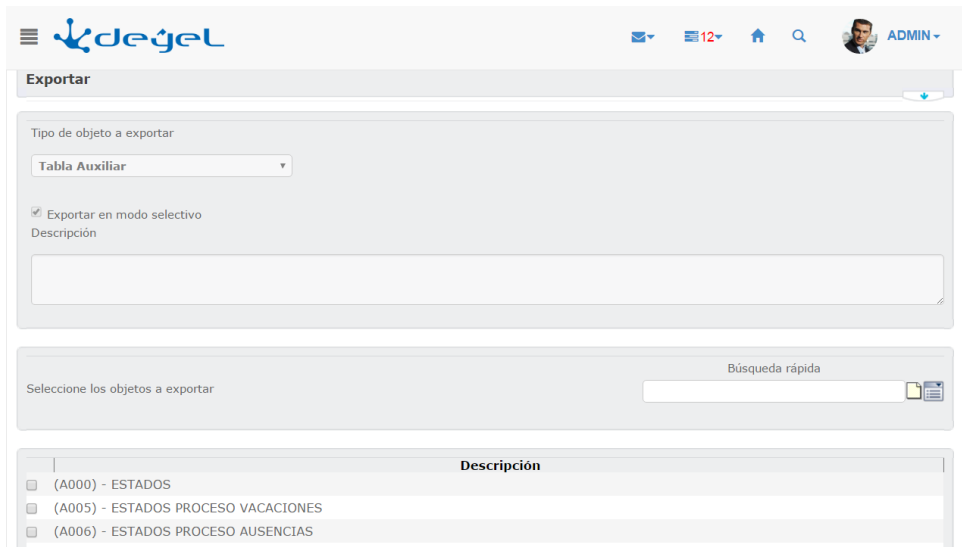 deyel
12
ADMIN
Exportar
Tipo de objeto a exportar
Tabla Auxiliar
Exportar en modo selectivo
Descripción
Búsqueda rápida
Seleccione los objetos a exportar
Descripción
(A000) - ESTADOS
(A005) - ESTADOS PROCESO VACACIONES
(A006) - ESTADOS PROCESO AUSENCIAS